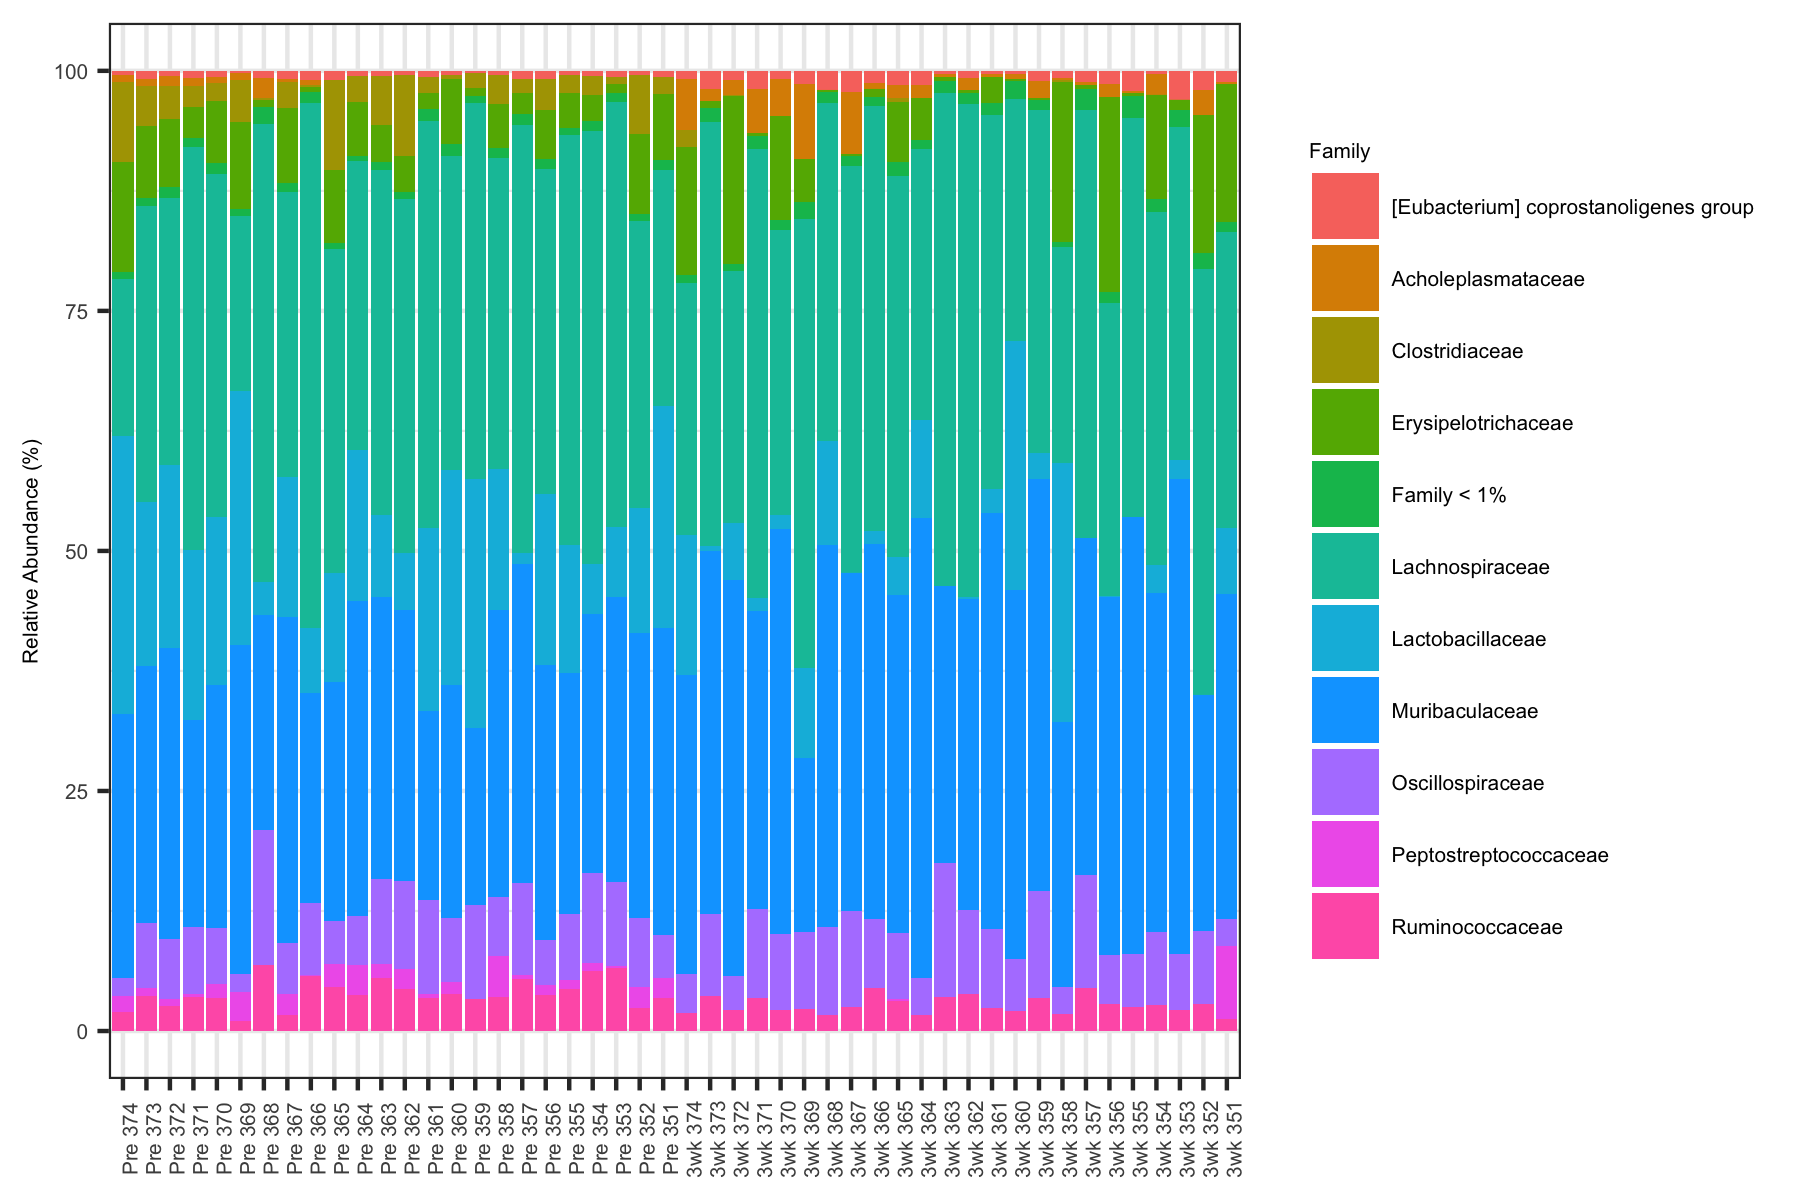 100
75
50
25
0
Relative Abundance (%)
Pre 374
Pre 373
Pre 372
Pre 371
Pre 370
Pre 369
Pre 368
Pre 367
Pre 366
Pre 365
Pre 364
Pre 363
Pre 362
Pre 361
Pre 360
Pre 359
Pre 358
Pre 357
Pre 356
Pre 355
Pre 354
Pre 353
Pre 352
Pre 351
3wk 374
3wk 373
3wk 372
3wk 371
3wk 370
3wk 369
3wk 368
3wk 367
3wk 366
3wk 365
3wk 364
3wk 363
3wk 362
3wk 361
3wk 360
3wk 359
3wk 358
3wk 357
3wk 356
3wk 355
3wk 354
3wk 353
3wk 352
3wk 351
Family
[Eubacterium] coprostanoligenes group
Acholeplasmataceae
Clostridiaceae
Erysipelotrichaceae
Family < 1%
Lachnospiraceae
Lactobacillaceae
Muribaculaceae
Oscillospiraceae
Peptostreptococcaceae
Ruminococcaceae